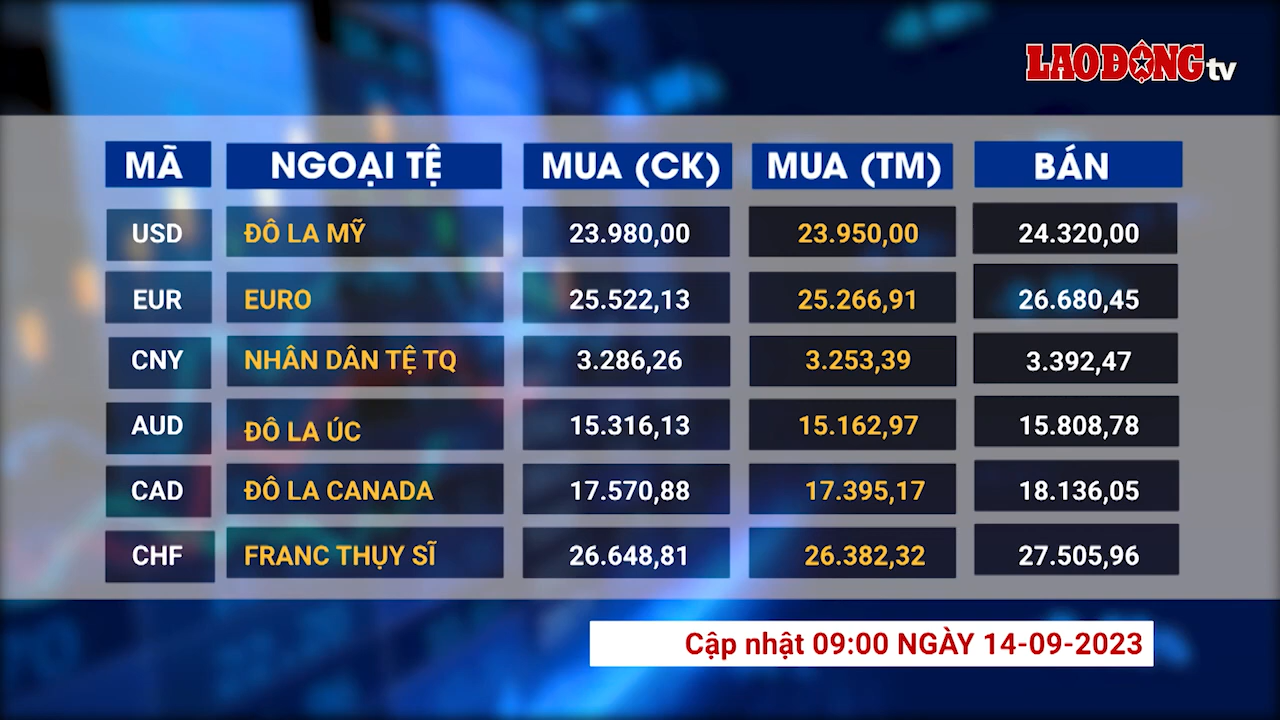 LAO ĐỘNG tv
MÃ NGOẠI TỆ MUA (CK) MUA (TM) BÁN
USD ĐÔ LA MỸ 23.980,00 23.950,00 24.320,00
EUR EURO 25.522,13 25.266,91 26.680,45
CNY NHÂN DÂN TỆ TQ 3.286,26 3.253,39 3.392,47
AUD ĐÔ LA ÚC 15.316,13 15.162,97 15.808,78
CAD ĐÔ LA CANADA 17.570,88 17.395,17 18.136,05
CHF FRANC THỤY SĨ 26.648,81 26.382,32 27.505,96
Cập nhật 09:00 NGÀY 14-09-2023